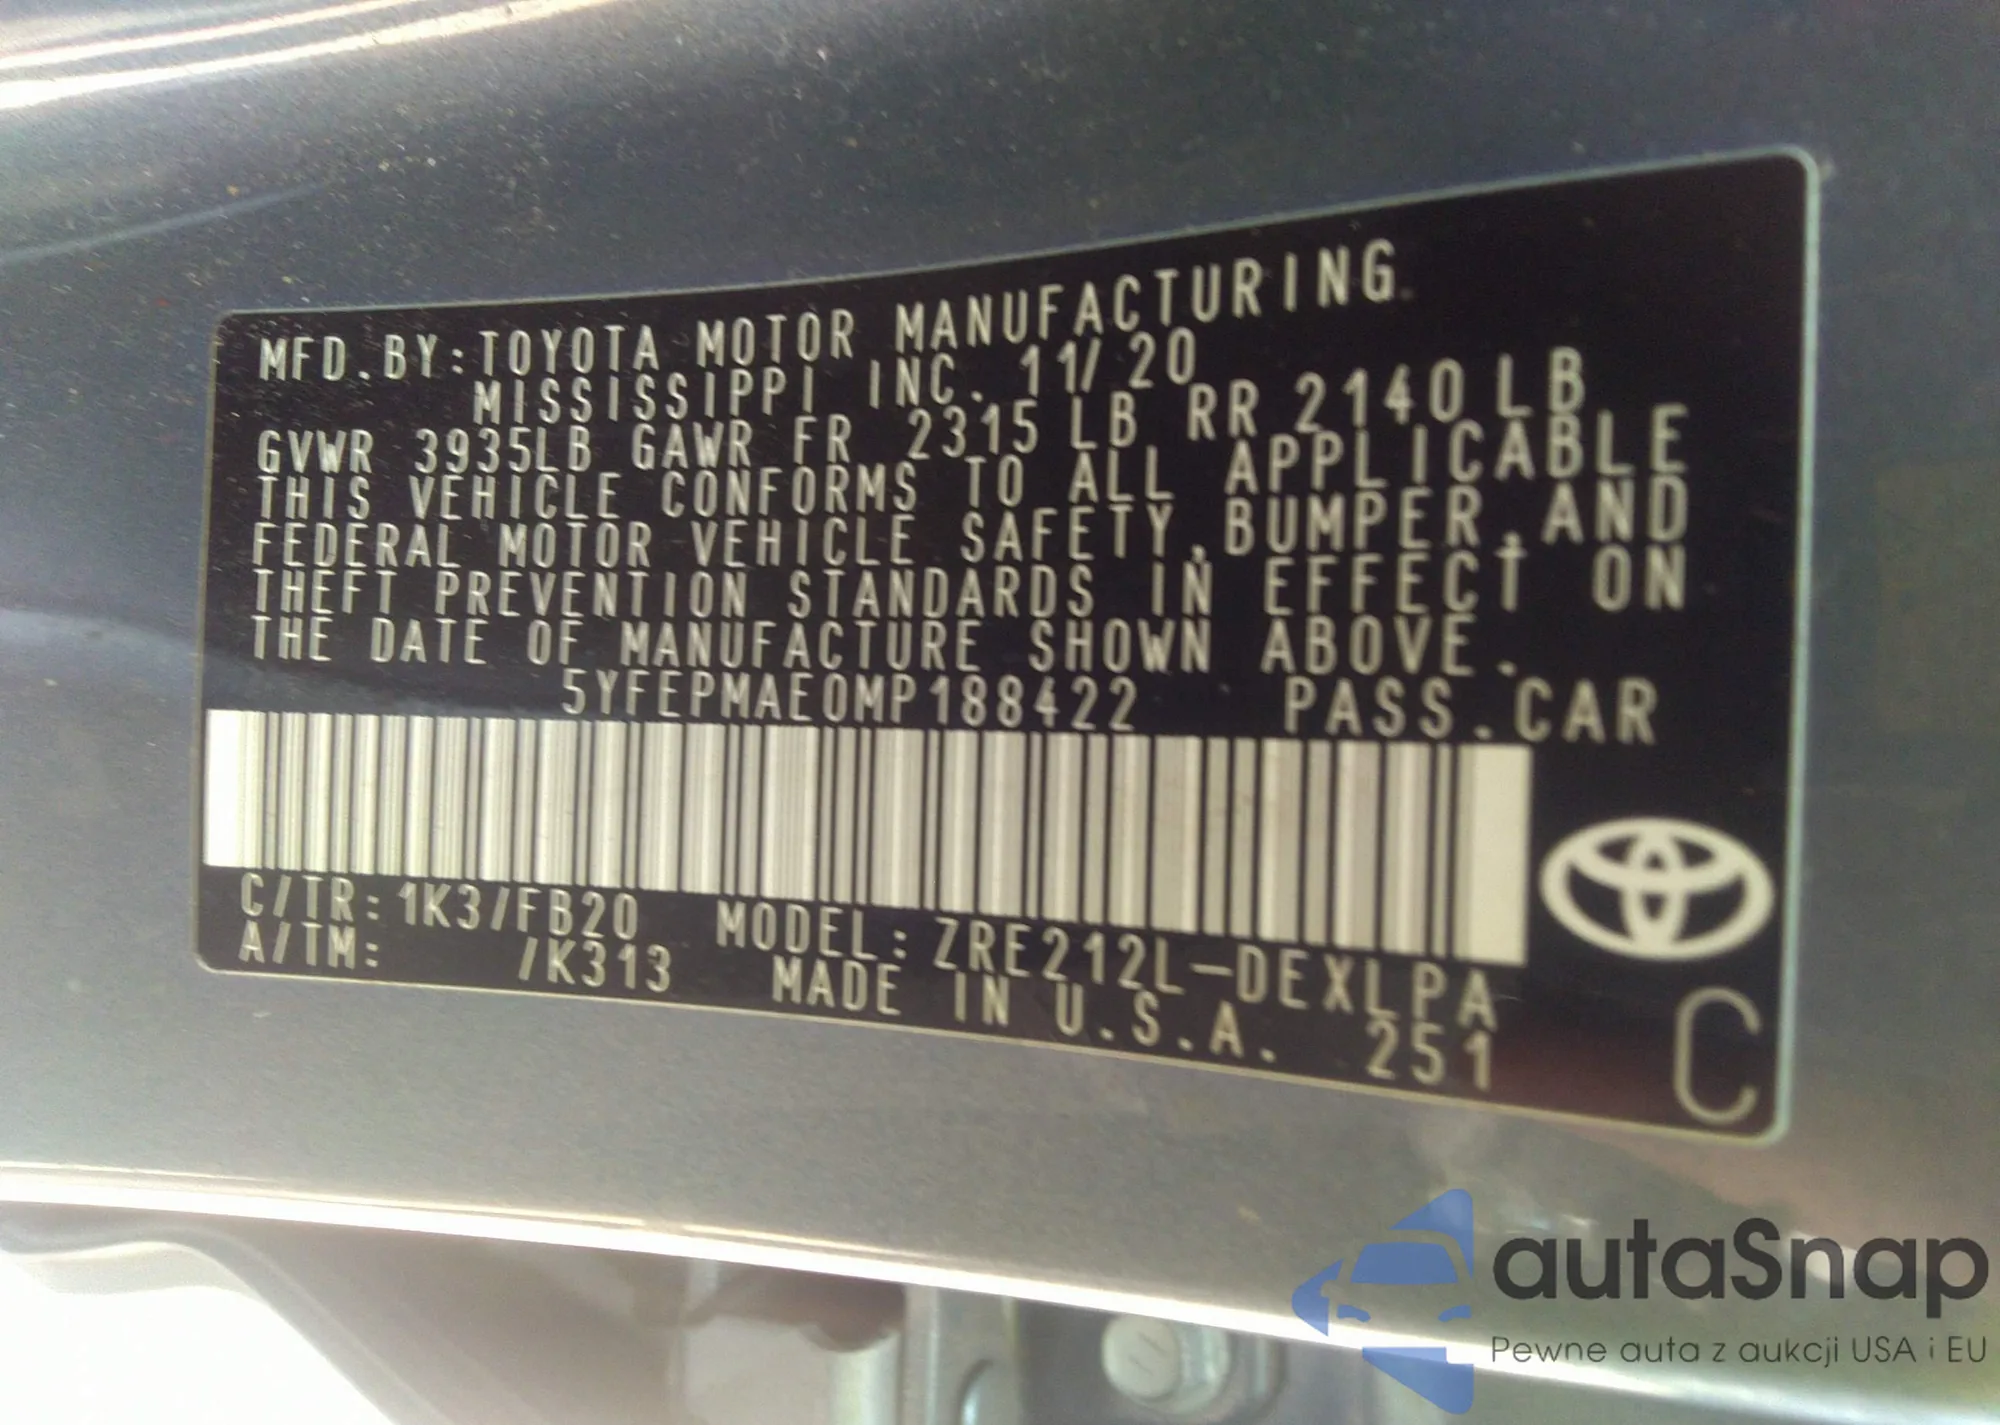 MFD.BY:TOYOTA MOTOR MANUFACTURING
MISSISSIPPI INC. 11/20
GVWR 3935LB GAWR FR 2315 LB RR 2140LB
THIS VEHICLE CONFORMS TO ALL APPLICABLE
FEDERAL MOTOR VEHICLE SAFETY,BUMPER,AND
THEFT PREVENTION STANDARDS IN EFFECT ON
THE DATE OF MANUFACTURE SHOWN ABOVE.
5YFEPMAE0MP188422 PASS.CAR
C/TR:1K3/FB20 MODEL:ZRE212L-DEXLPA
A/TM: /K313 MADE IN U.S.A. 251
C
autaSnap
Pewne auta z aukcji USA i EU